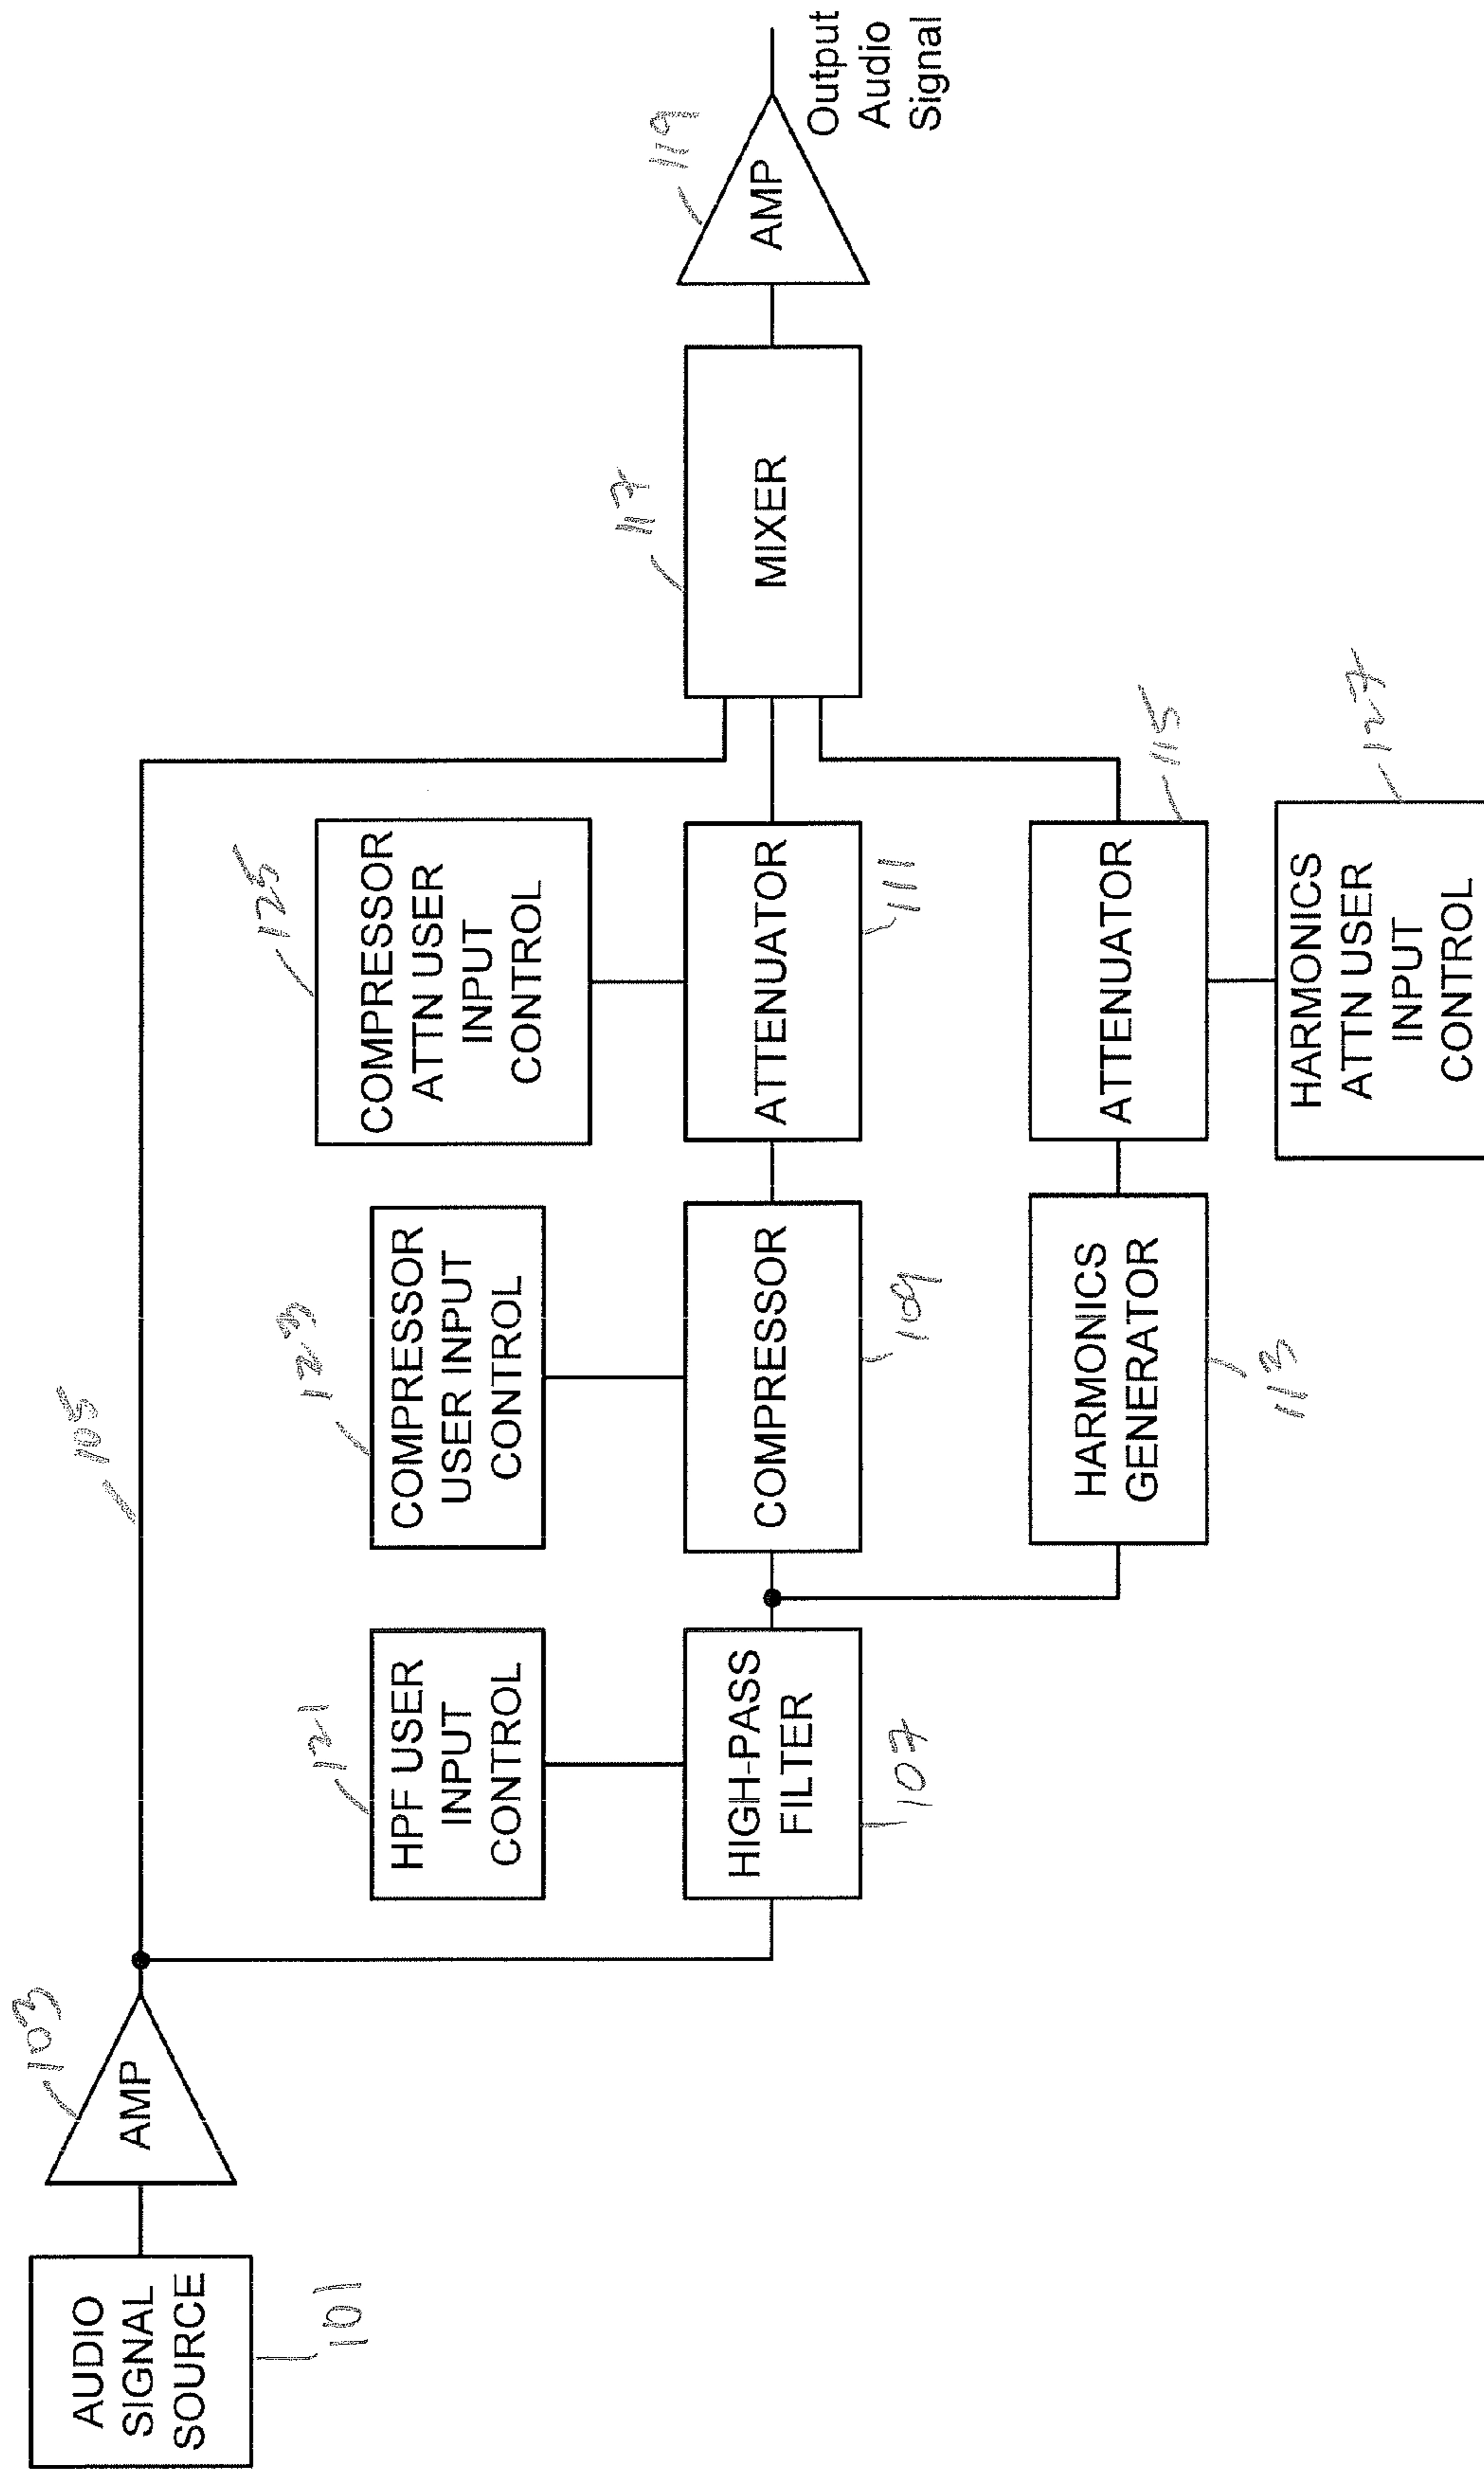 105
103
AMP
AUDIO
SIGNAL
SOURCE
101
121
HPF USER
INPUT
CONTROL
123
COMPRESSOR
USER INPUT
CONTROL
125
COMPRESSOR
ATTN USER
INPUT
CONTROL
HIGH-PASS
FILTER
107
COMPRESSOR
109
ATTENUATOR
111
117
MIXER
119
AMP
Output
Audio
Signal
HARMONICS
GENERATOR
113
ATTENUATOR
115
HARMONICS
ATTN USER
INPUT
CONTROL
127